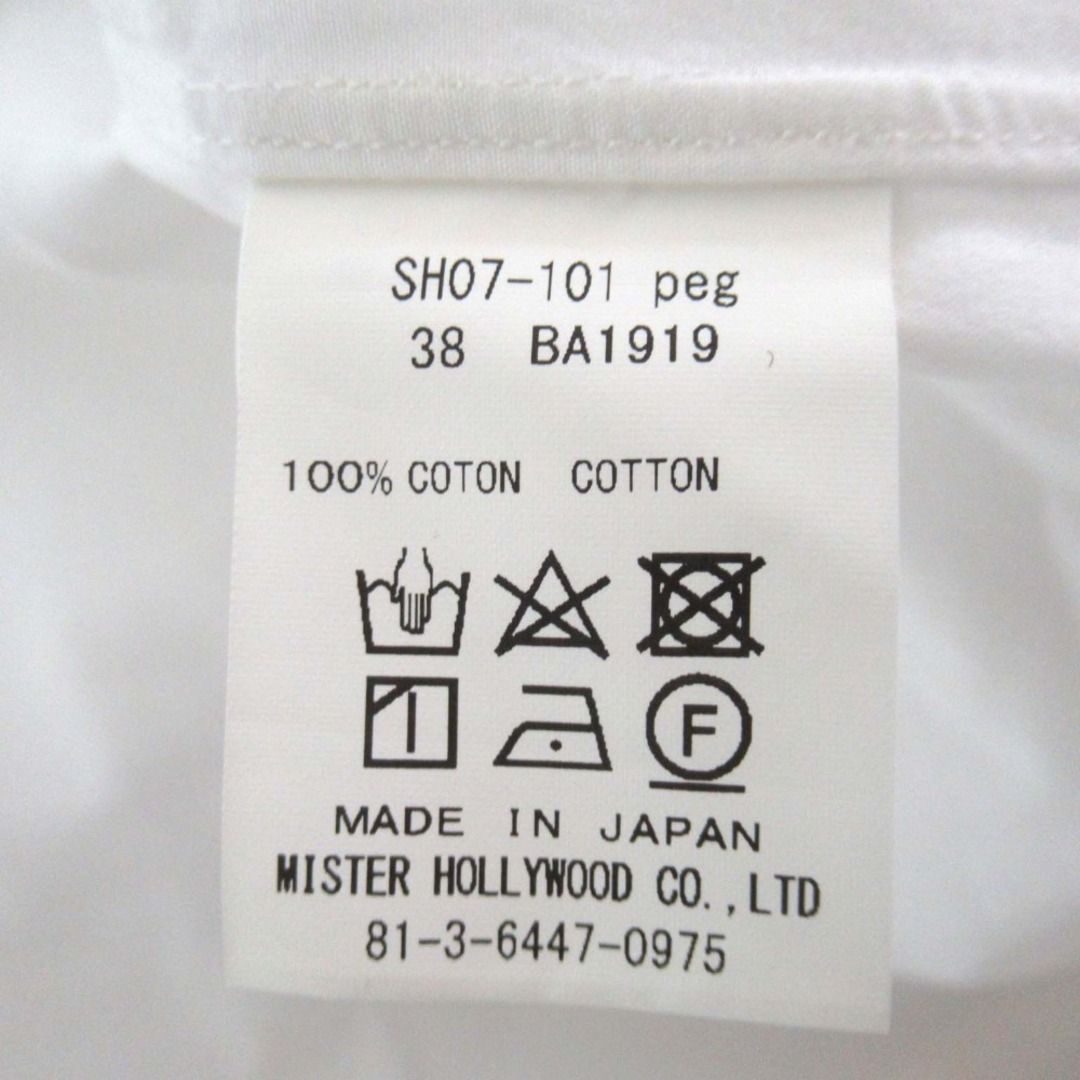 SH07-101 peg
38 BA1919
100% COTON COTTON
F
MADE IN JAPAN
MISTER HOLLYWOOD CO.,LTD
81-3-6447-0975